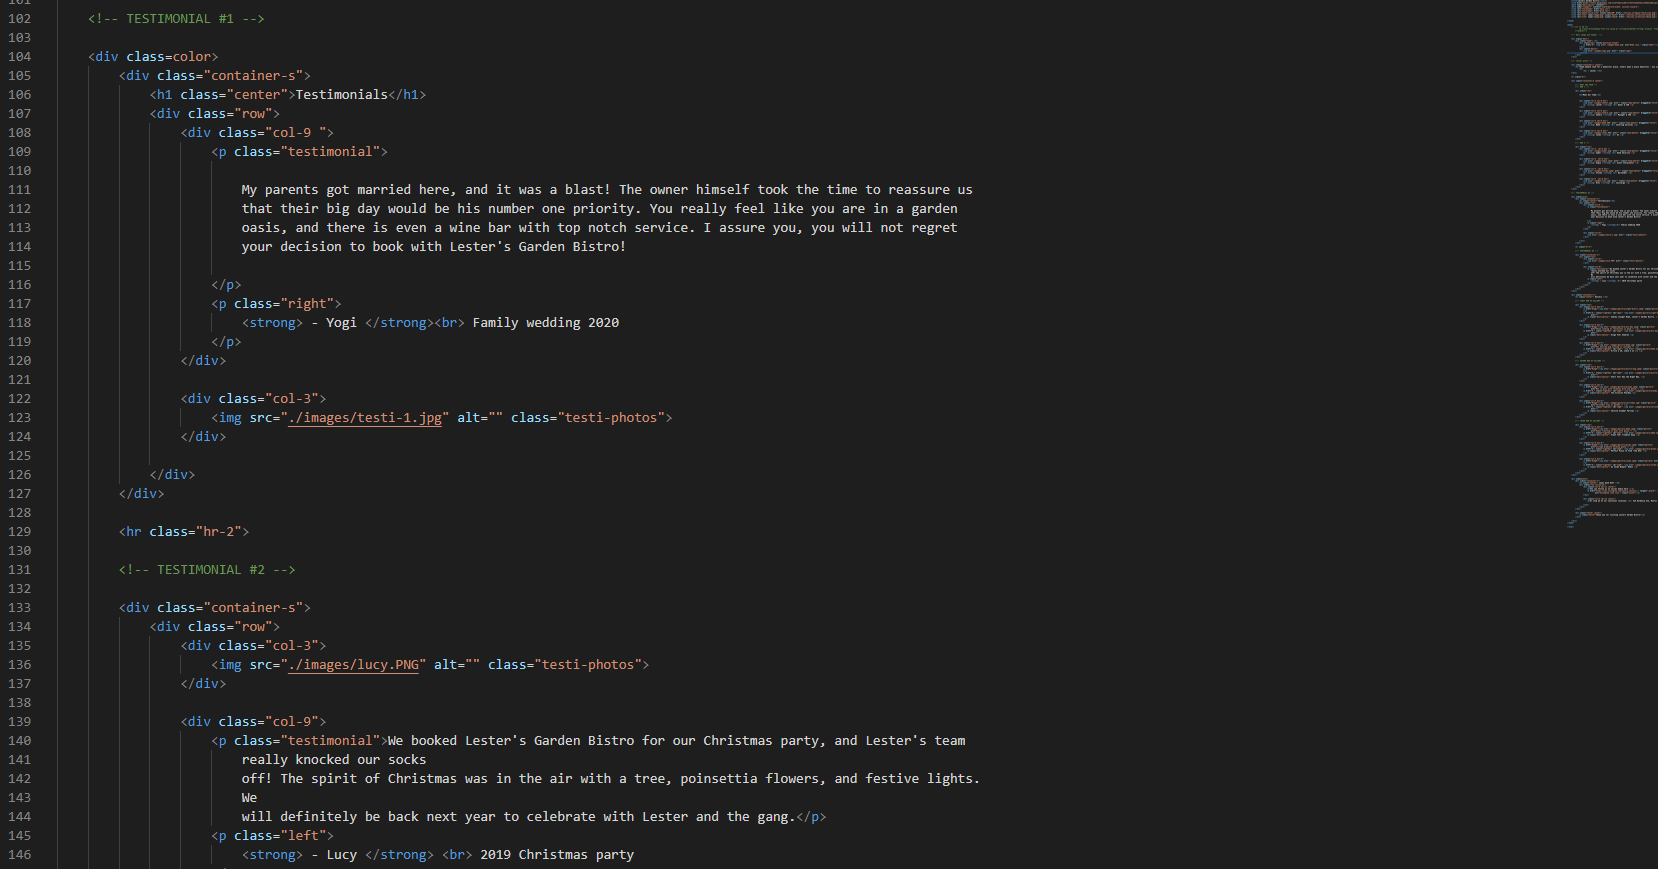 101
102 <!-- TESTIMONIAL #1 -->
103
104 <div class=color>
105 <div class="container-s">
106 <h1 class="center">Testimonials</h1>
107 <div class="row">
108 <div class="col-9 ">
109 <p class="testimonial">
110
111 My parents got married here, and it was a blast! The owner himself took the time to reassure us
112 that their big day would be his number one priority. You really feel like you are in a garden
113 oasis, and there is even a wine bar with top notch service. I assure you, you will not regret
114 your decision to book with Lester's Garden Bistro!
115
116 </p>
117 <p class="right">
118 <strong> - Yogi </strong><br> Family wedding 2020
119 </p>
120 </div>
121
122 <div class="col-3">
123 <img src="./images/testi-1.jpg" alt="" class="testi-photos">
124 </div>
125
126 </div>
127 </div>
128
129 <hr class="hr-2">
130
131 <!-- TESTIMONIAL #2 -->
132
133 <div class="container-s">
134 <div class="row">
135 <div class="col-3">
136 <img src="./images/lucy.PNG" alt="" class="testi-photos">
137 </div>
138
139 <div class="col-9">
140 <p class="testimonial">We booked Lester's Garden Bistro for our Christmas party, and Lester's team
141 really knocked our socks
142 off! The spirit of Christmas was in the air with a tree, poinsettia flowers, and festive lights.
143 We
144 will definitely be back next year to celebrate with Lester and the gang.</p>
145 <p class="left">
146 <strong> - Lucy </strong> <br> 2019 Christmas party